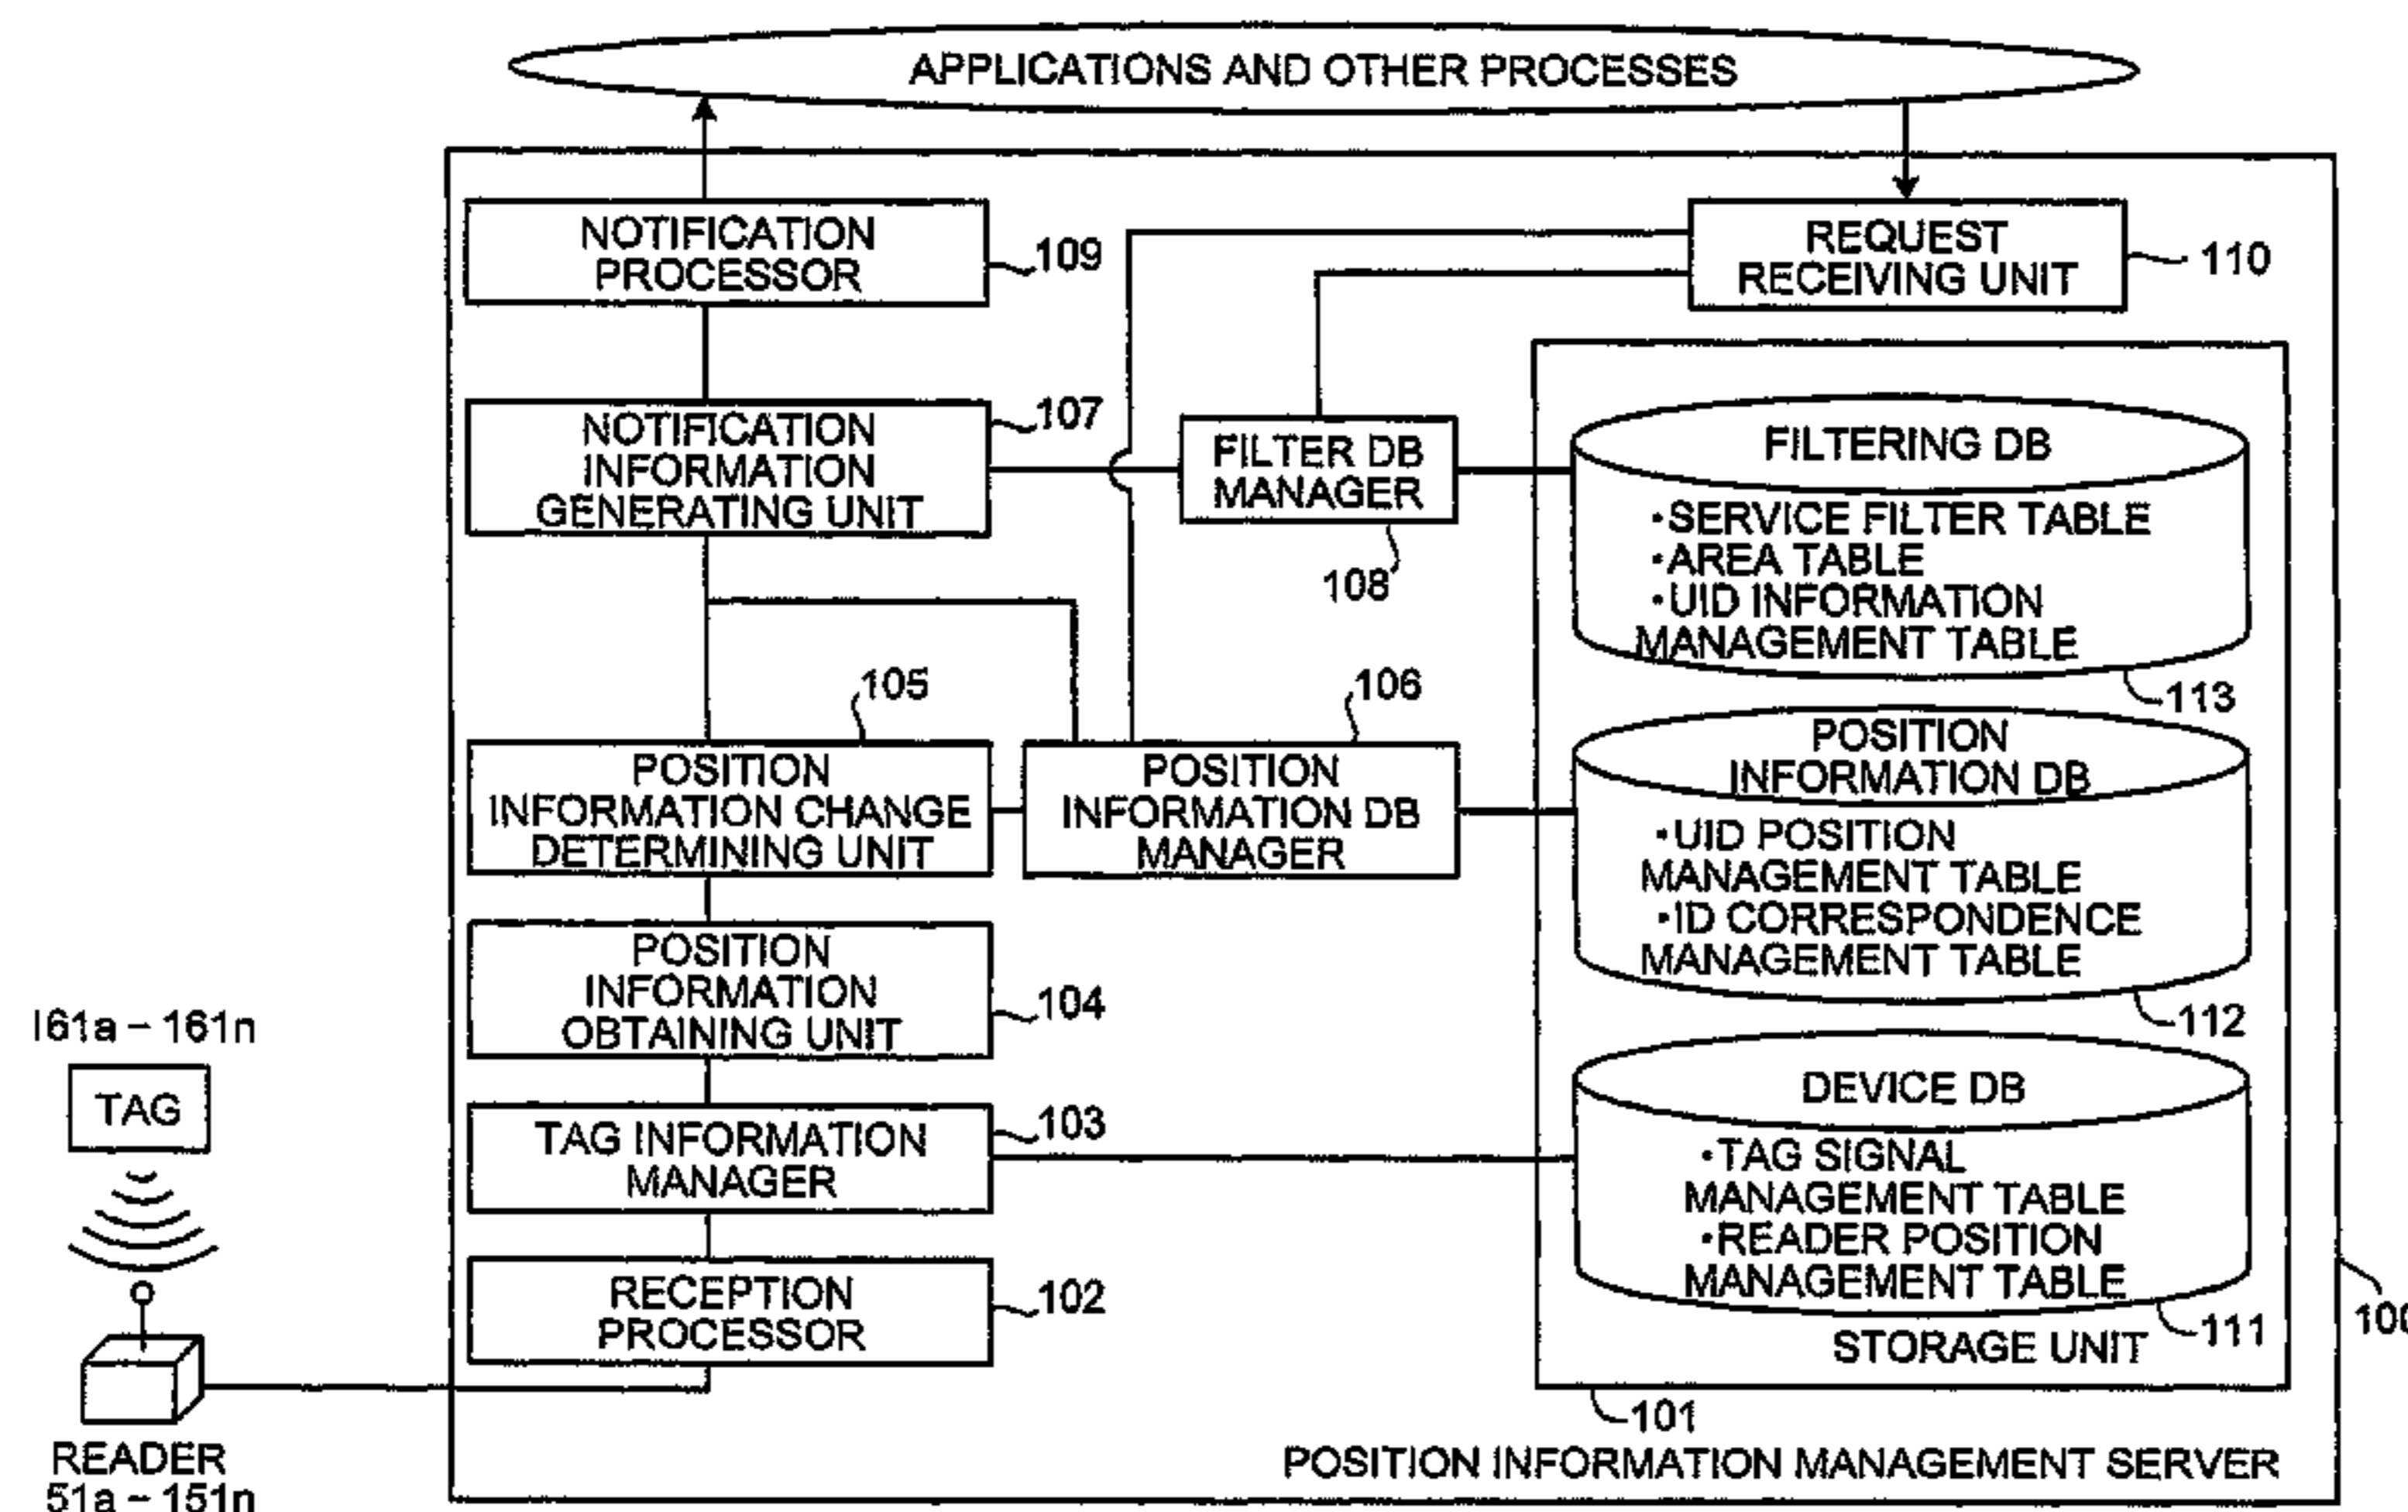 APPLICATIONS AND OTHER PROCESSES
NOTIFICATION
PROCESSOR
109
REQUEST
RECEIVING UNIT
110
NOTIFICATION
INFORMATION
GENERATING UNIT
107
FILTER DB
MANAGER
108
FILTERING DB
•SERVICE FILTER TABLE
•AREA TABLE
•UID INFORMATION
MANAGEMENT TABLE
113
POSITION
INFORMATION CHANGE
DETERMINING UNIT
105
POSITION
INFORMATION DB
MANAGER
106
POSITION
INFORMATION DB
•UID POSITION
MANAGEMENT TABLE
•ID CORRESPONDENCE
MANAGEMENT TABLE
112
POSITION
INFORMATION
OBTAINING UNIT
104
161a – 161n
TAG
TAG INFORMATION
MANAGER
103
DEVICE DB
•TAG SIGNAL
MANAGEMENT TABLE
•READER POSITION
MANAGEMENT TABLE
111
RECEPTION
PROCESSOR
102
STORAGE UNIT
100
101
READER
51a – 151n
POSITION INFORMATION MANAGEMENT SERVER